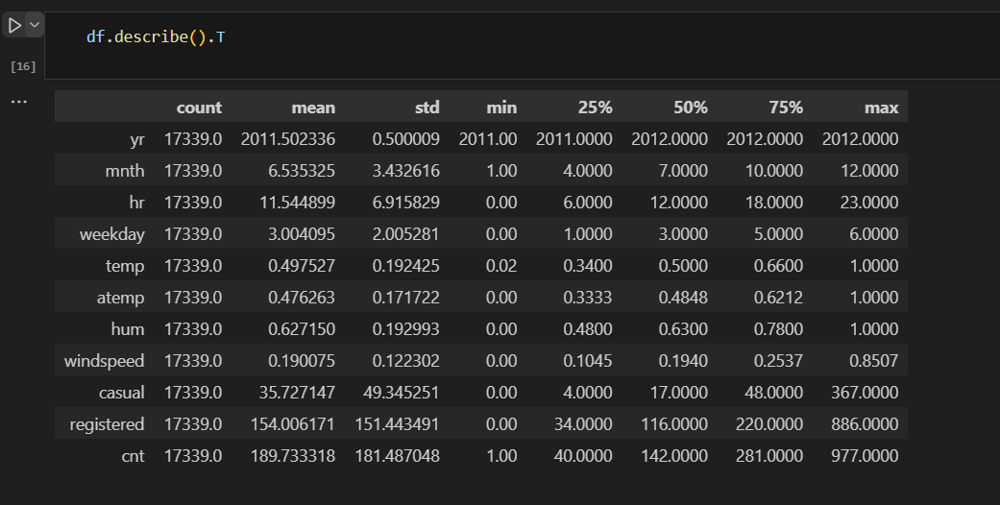 df.describe().T
[16]
...
count mean std min 25% 50% 75% max
yr 17339.0 2011.502336 0.500009 2011.00 2011.0000 2012.0000 2012.0000 2012.0000
mnth 17339.0 6.535325 3.432616 1.00 4.0000 7.0000 10.0000 12.0000
hr 17339.0 11.544899 6.915829 0.00 6.0000 12.0000 18.0000 23.0000
weekday 17339.0 3.004095 2.005281 0.00 1.0000 3.0000 5.0000 6.0000
temp 17339.0 0.497527 0.192425 0.02 0.3400 0.5000 0.6600 1.0000
atemp 17339.0 0.476263 0.171722 0.00 0.3333 0.4848 0.6212 1.0000
hum 17339.0 0.627150 0.192993 0.00 0.4800 0.6300 0.7800 1.0000
windspeed 17339.0 0.190075 0.122302 0.00 0.1045 0.1940 0.2537 0.8507
casual 17339.0 35.727147 49.345251 0.00 4.0000 17.0000 48.0000 367.0000
registered 17339.0 154.006171 151.443491 0.00 34.0000 116.0000 220.0000 886.0000
cnt 17339.0 189.733318 181.487048 1.00 40.0000 142.0000 281.0000 977.0000